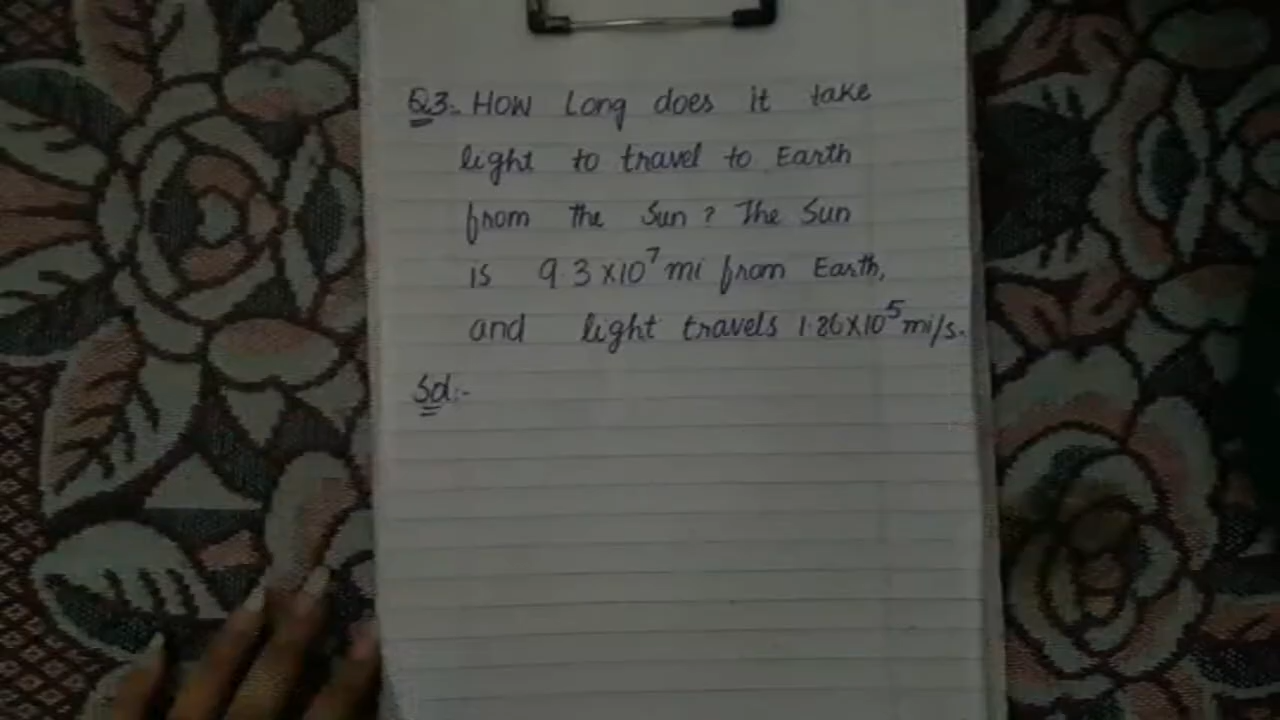 Q3:- How Long does it take
light to travel to Earth
from the Sun? The Sun
is 9.3×10⁷ mi from Earth,
and light travels 1.86×10⁵ mi/s.
Sol:-